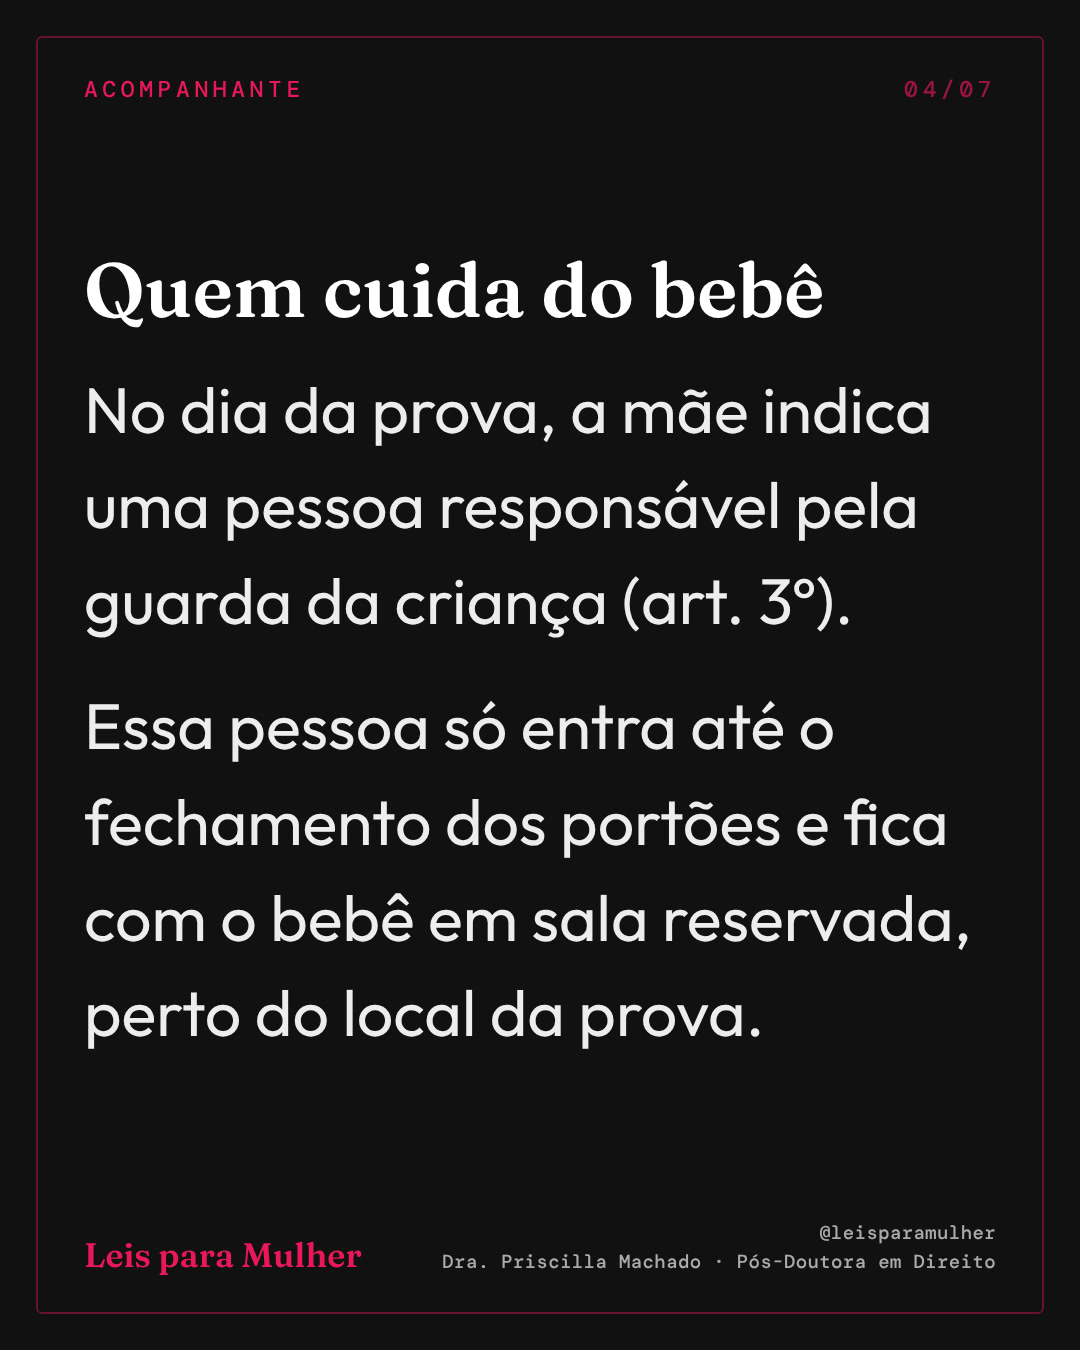 ACOMPANHANTE
04/07
Quem cuida do bebê
No dia da prova, a mãe indica
uma pessoa responsável pela
guarda da criança (art. 3º).
Essa pessoa só entra até o
fechamento dos portões e fica
com o bebê em sala reservada,
perto do local da prova.
Leis para Mulher
@leisparamulher
Dra. Priscilla Machado · Pós-Doutora em Direito